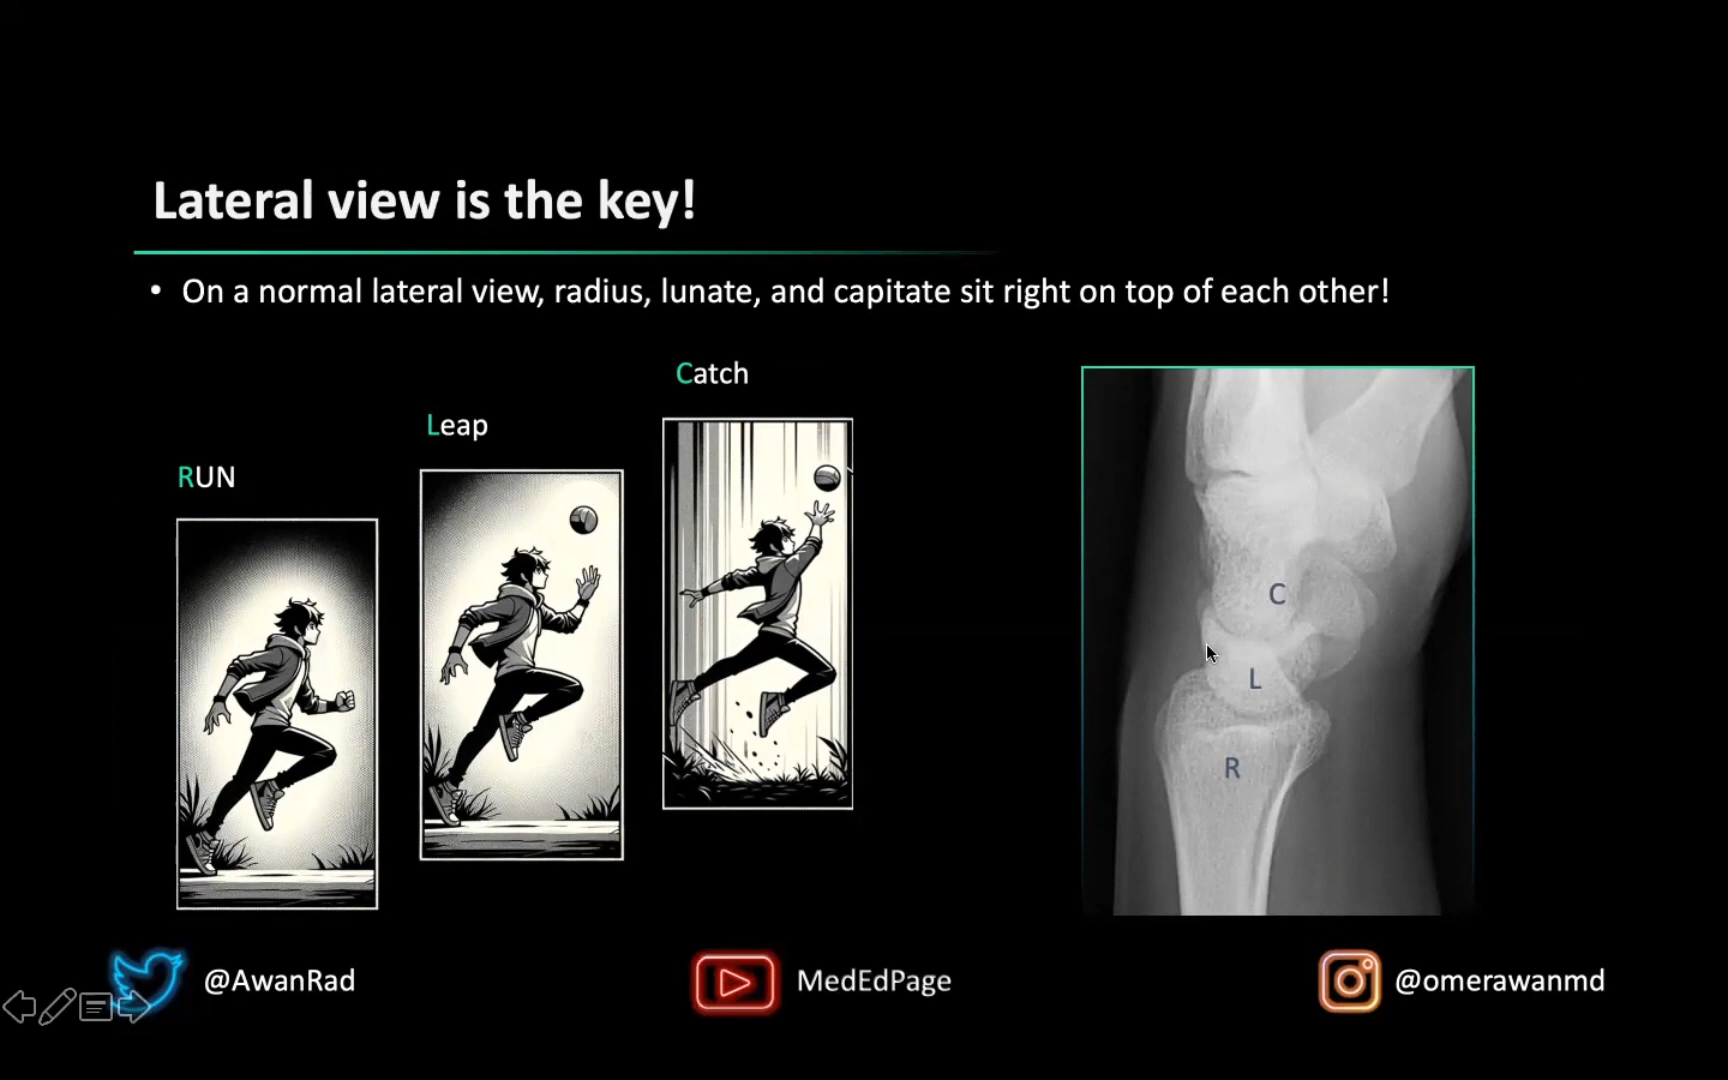 Lateral view is the key!
• On a normal lateral view, radius, lunate, and capitate sit right on top of each other!
RUN
Leap
Catch
C
L
R
@AwanRad
MedEdPage
@omerawanmd